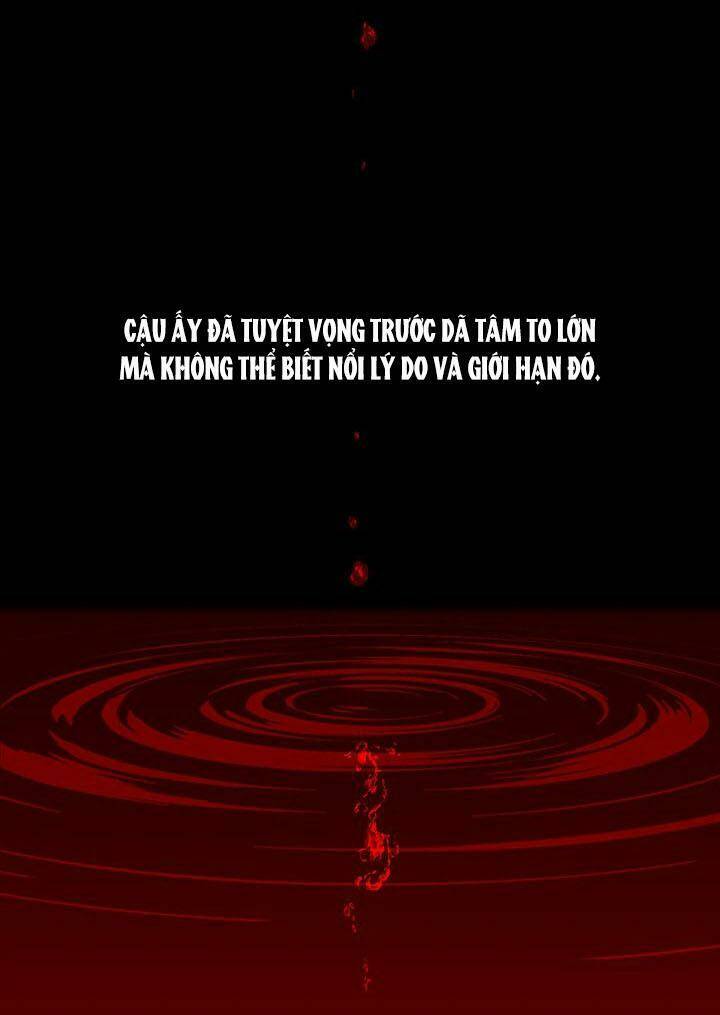 CẬU ẤY ĐÃ TUYỆT VỌNG TRƯỚC DÃ TÂM TO LỚN
MÀ KHÔNG THỂ BIẾT NỔI LÝ DO VÀ GIỚI HẠN ĐÓ.